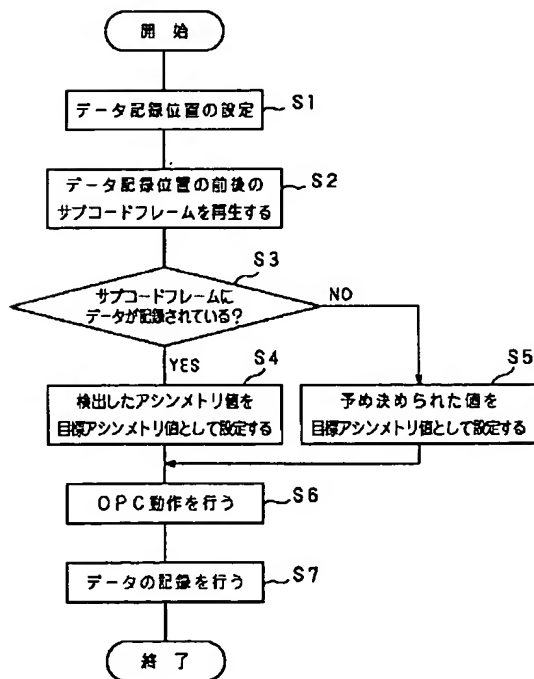 開 始
データ記録位置の設定
S1
データ記録位置の前後の
サブコードフレームを再生する
S2
S3
サブコードフレームに
データが記録されている?
NO
YES
S4
検出したアシンメトリ値を
目標アシンメトリ値として設定する
S5
予め決められた値を
目標アシンメトリ値として設定する
OPC動作を行う
S6
データの記録を行う
S7
終 了